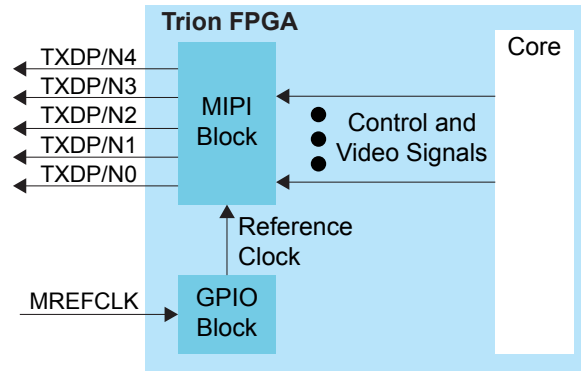 Trion FPGA
TXDP/N4
TXDP/N3
TXDP/N2
TXDP/N1
TXDP/N0
MIPI
Block
Control and
Video Signals
Core
Reference
Clock
MREFCLK
GPIO
Block